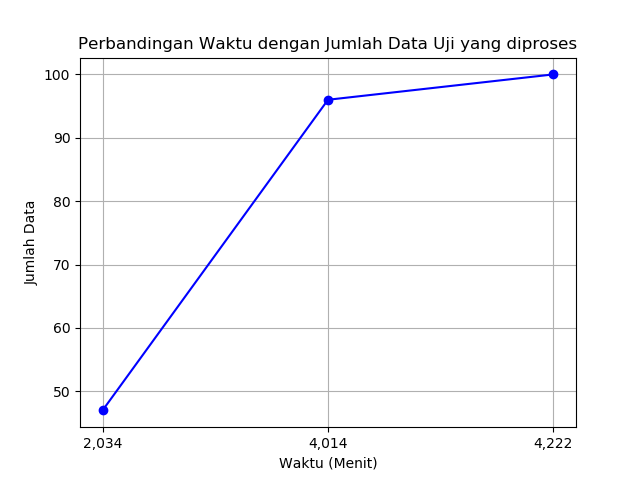 Perbandingan Waktu dengan Jumlah Data Uji yang diproses
100
90
80
70
60
50
Jumlah Data
2,034 4,014 4,222
Waktu (Menit)